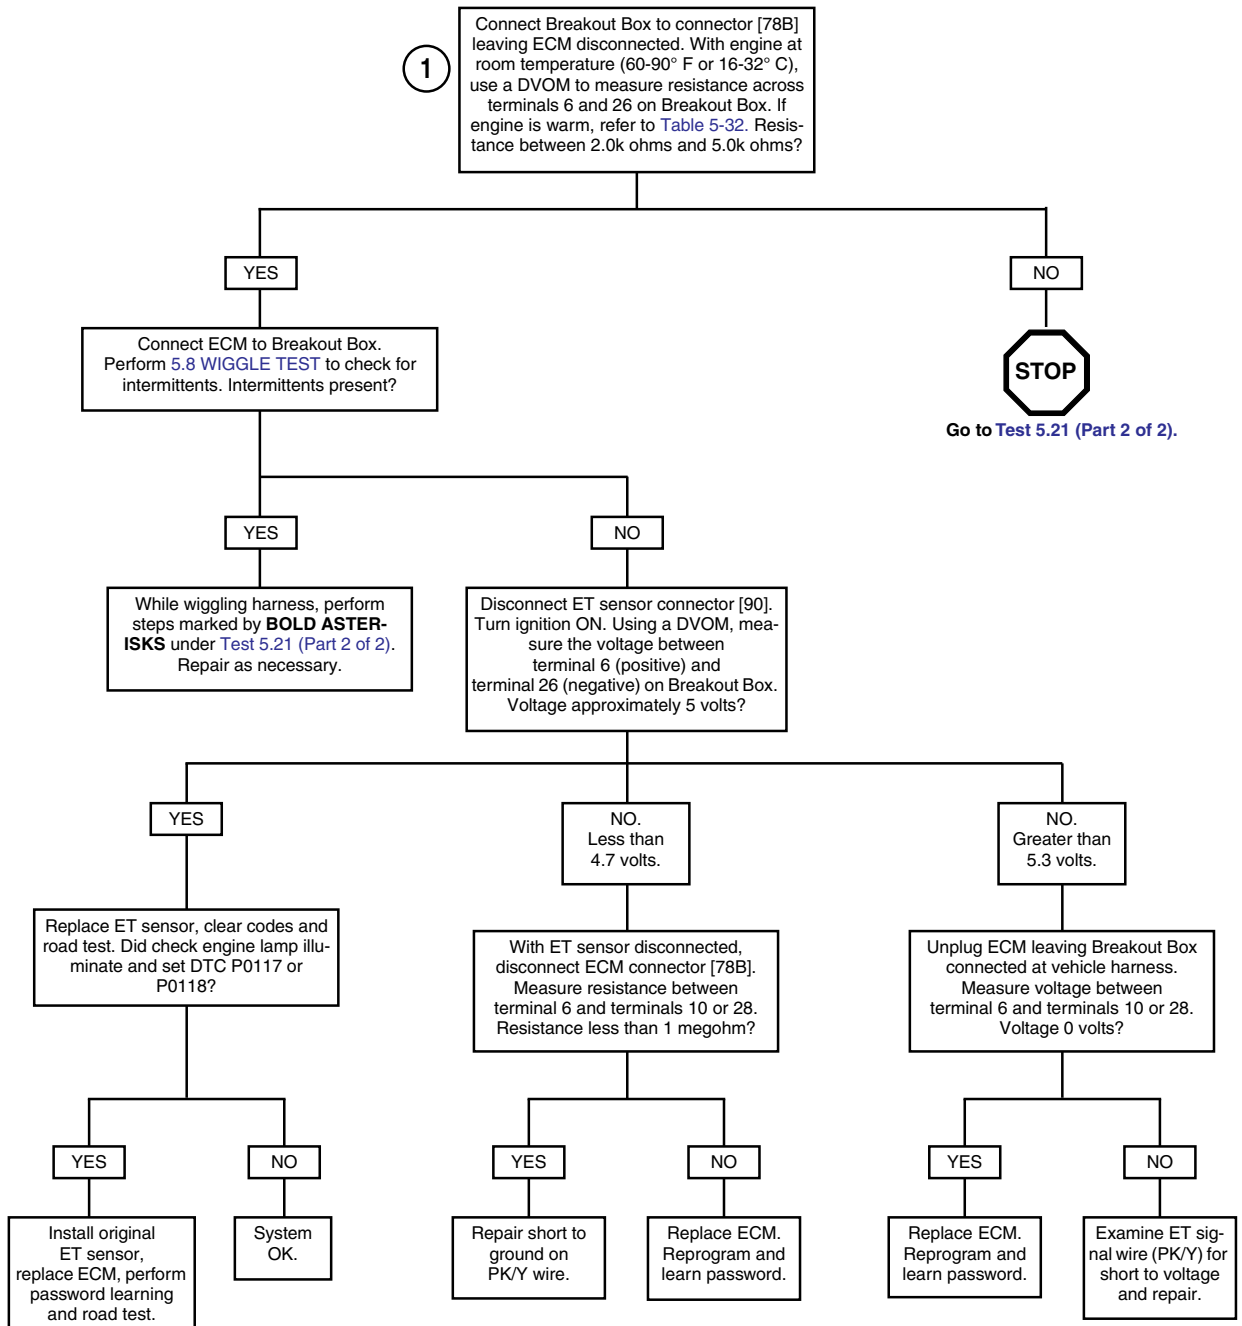 1
Connect Breakout Box to connector [78B]
leaving ECM disconnected. With engine at
room temperature (60-90° F or 16-32° C),
use a DVOM to measure resistance across
terminals 6 and 26 on Breakout Box. If
engine is warm, refer to Table 5-32. Resis-
tance between 2.0k ohms and 5.0k ohms?
YES
NO
Connect ECM to Breakout Box.
Perform 5.8 WIGGLE TEST to check for
intermittents. Intermittents present?
STOP
Go to Test 5.21 (Part 2 of 2).
YES
NO
While wiggling harness, perform
steps marked by BOLD ASTER-
ISKS under Test 5.21 (Part 2 of 2).
Repair as necessary.
Disconnect ET sensor connector [90].
Turn ignition ON. Using a DVOM, mea-
sure the voltage between
terminal 6 (positive) and
terminal 26 (negative) on Breakout Box.
Voltage approximately 5 volts?
YES
NO.
Less than
4.7 volts.
NO.
Greater than
5.3 volts.
Replace ET sensor, clear codes and
road test. Did check engine lamp illu-
minate and set DTC P0117 or
P0118?
With ET sensor disconnected,
disconnect ECM connector [78B].
Measure resistance between
terminal 6 and terminals 10 or 28.
Resistance less than 1 megohm?
Unplug ECM leaving Breakout Box
connected at vehicle harness.
Measure voltage between
terminal 6 and terminals 10 or 28.
Voltage 0 volts?
YES
NO
YES
NO
YES
NO
Install original
ET sensor,
replace ECM, perform
password learning
and road test.
System
OK.
Repair short to
ground on
PK/Y wire.
Replace ECM.
Reprogram and
learn password.
Replace ECM.
Reprogram and
learn password.
Examine ET sig-
nal wire (PK/Y) for
short to voltage
and repair.